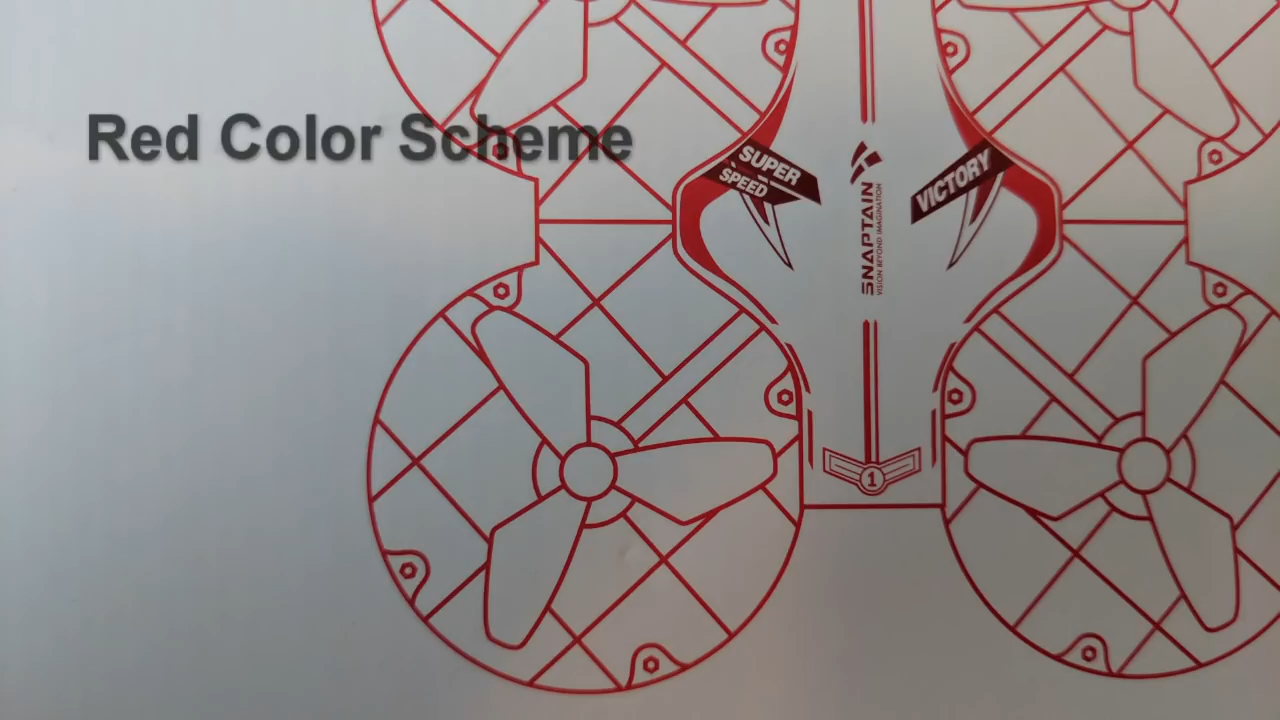 Red Color Scheme
SUPER
SPEED
SNAPTAIN
VISION BEYOND IMAGINATION
VICTORY
1